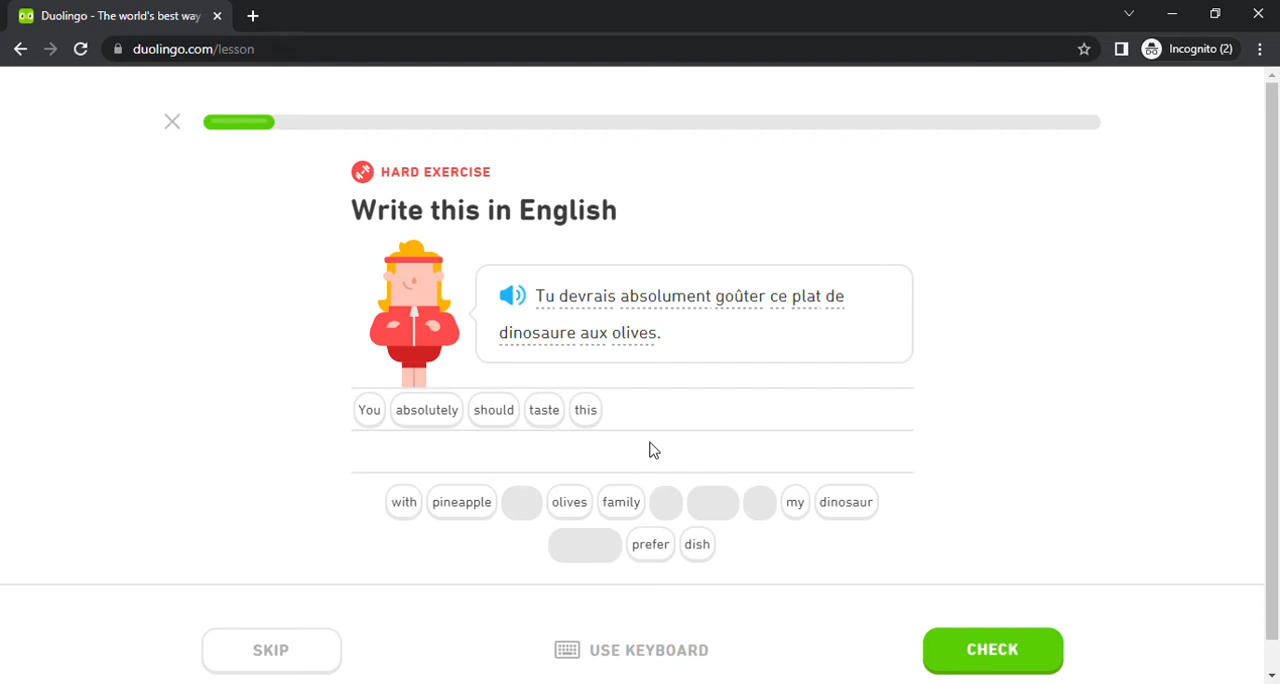 Duolingo - The world's best way
duolingo.com/lesson
Incognito (2)
HARD EXERCISE
Write this in English
Tu devrais absolument goûter ce plat de
dinosaure aux olives.
You absolutely should taste this
with pineapple olives family my dinosaur
prefer dish
SKIP USE KEYBOARD CHECK